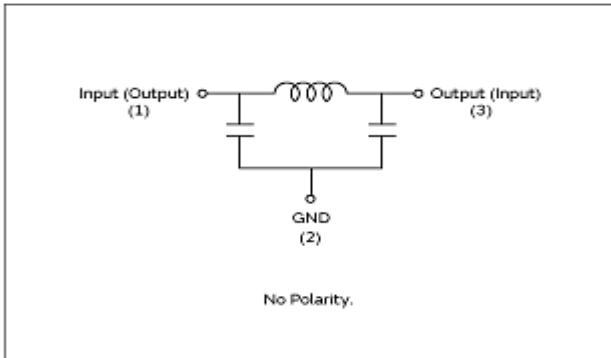 Input (Output)
(1)
Output (Input)
(3)
GND
(2)
No Polarity.